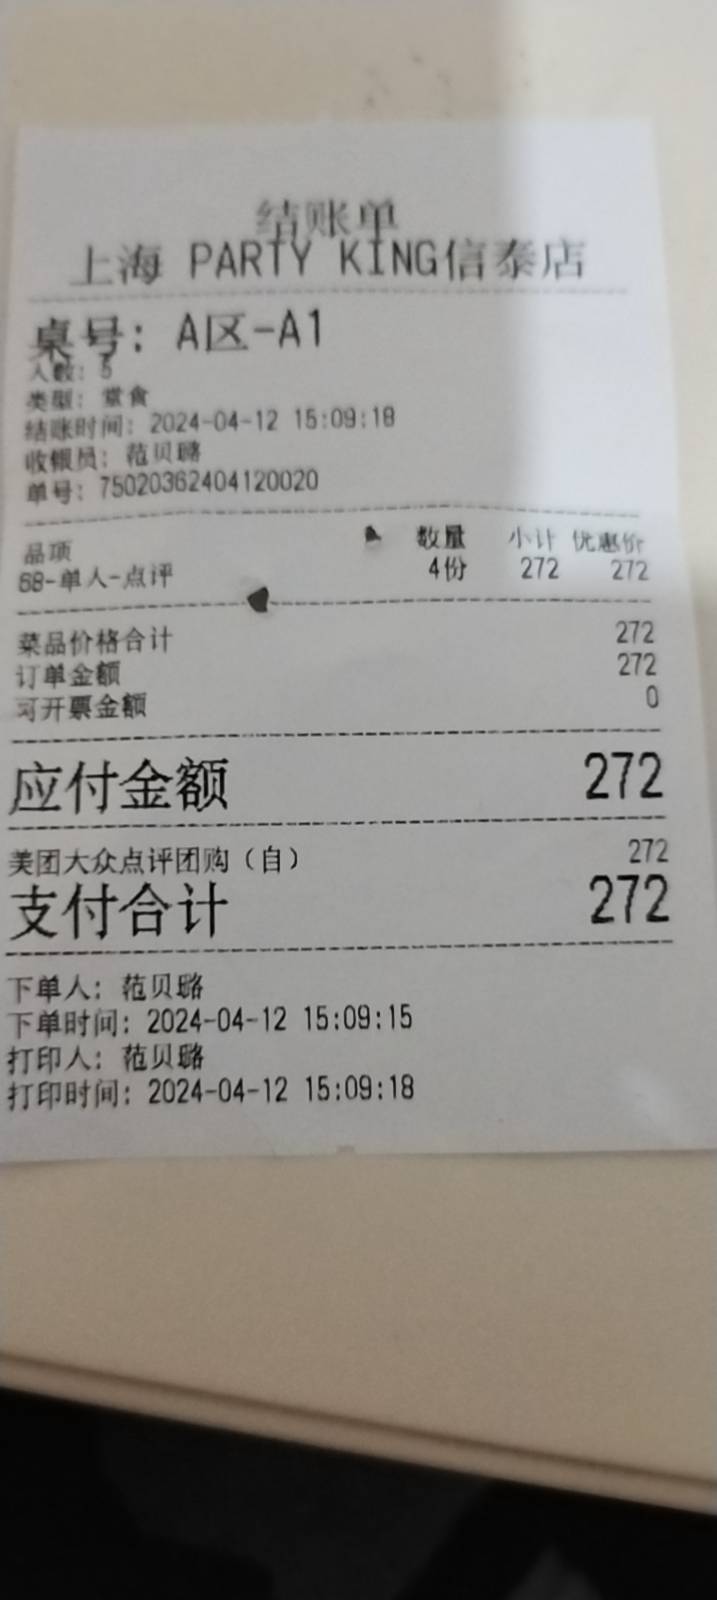 结账单
上海 PARTY KING信泰店
桌号: A区-A1
人数: 5
类型: 堂食
结账时间: 2024-04-12 15:09:18
收银员: 范贝璐
单号: 75020362404120020
品项 数量 小计 优惠价
68-单人-点评 4份 272 272
菜品价格合计 272
订单金额 272
可开票金额 0
应付金额 272
美团大众点评团购（自） 272
支付合计 272
下单人: 范贝璐
下单时间: 2024-04-12 15:09:15
打印人: 范贝璐
打印时间: 2024-04-12 15:09:18